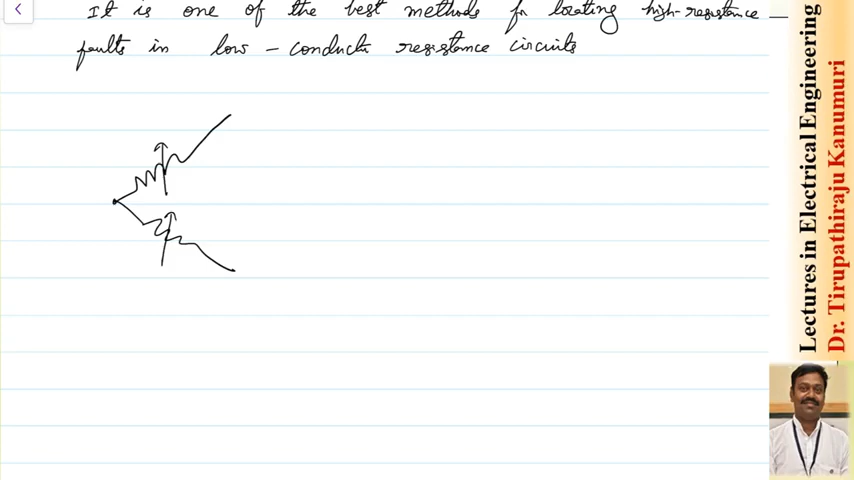 It is one of the best methods for locating high-resistance
faults in low - conductor resistance circuits
Lectures in Electrical Engineering
Dr. Tirupathiraju Kanumuri